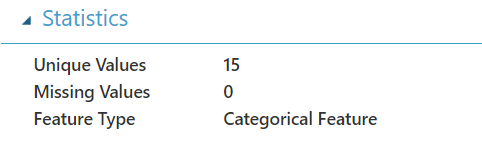 Statistics
Unique Values 15
Missing Values 0
Feature Type Categorical Feature